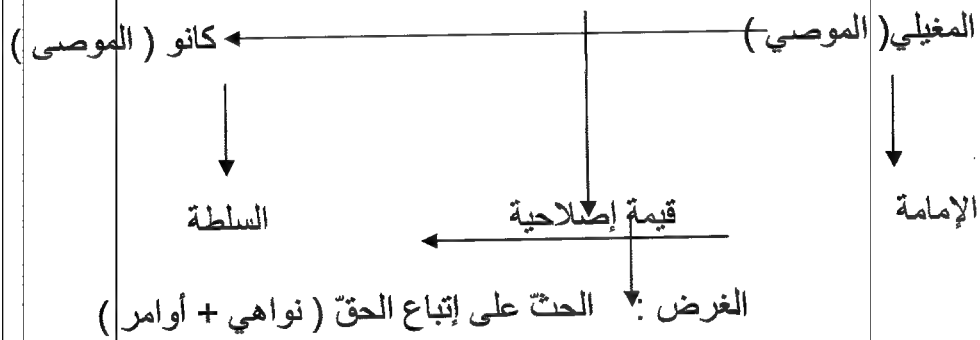 المغيلي( الموصي ) كانو ( الموصى )
الإمامة قيمة إصلاحية السلطة
الغرض : الحثّ على إتباع الحقّ ( نواهي + أوامر )